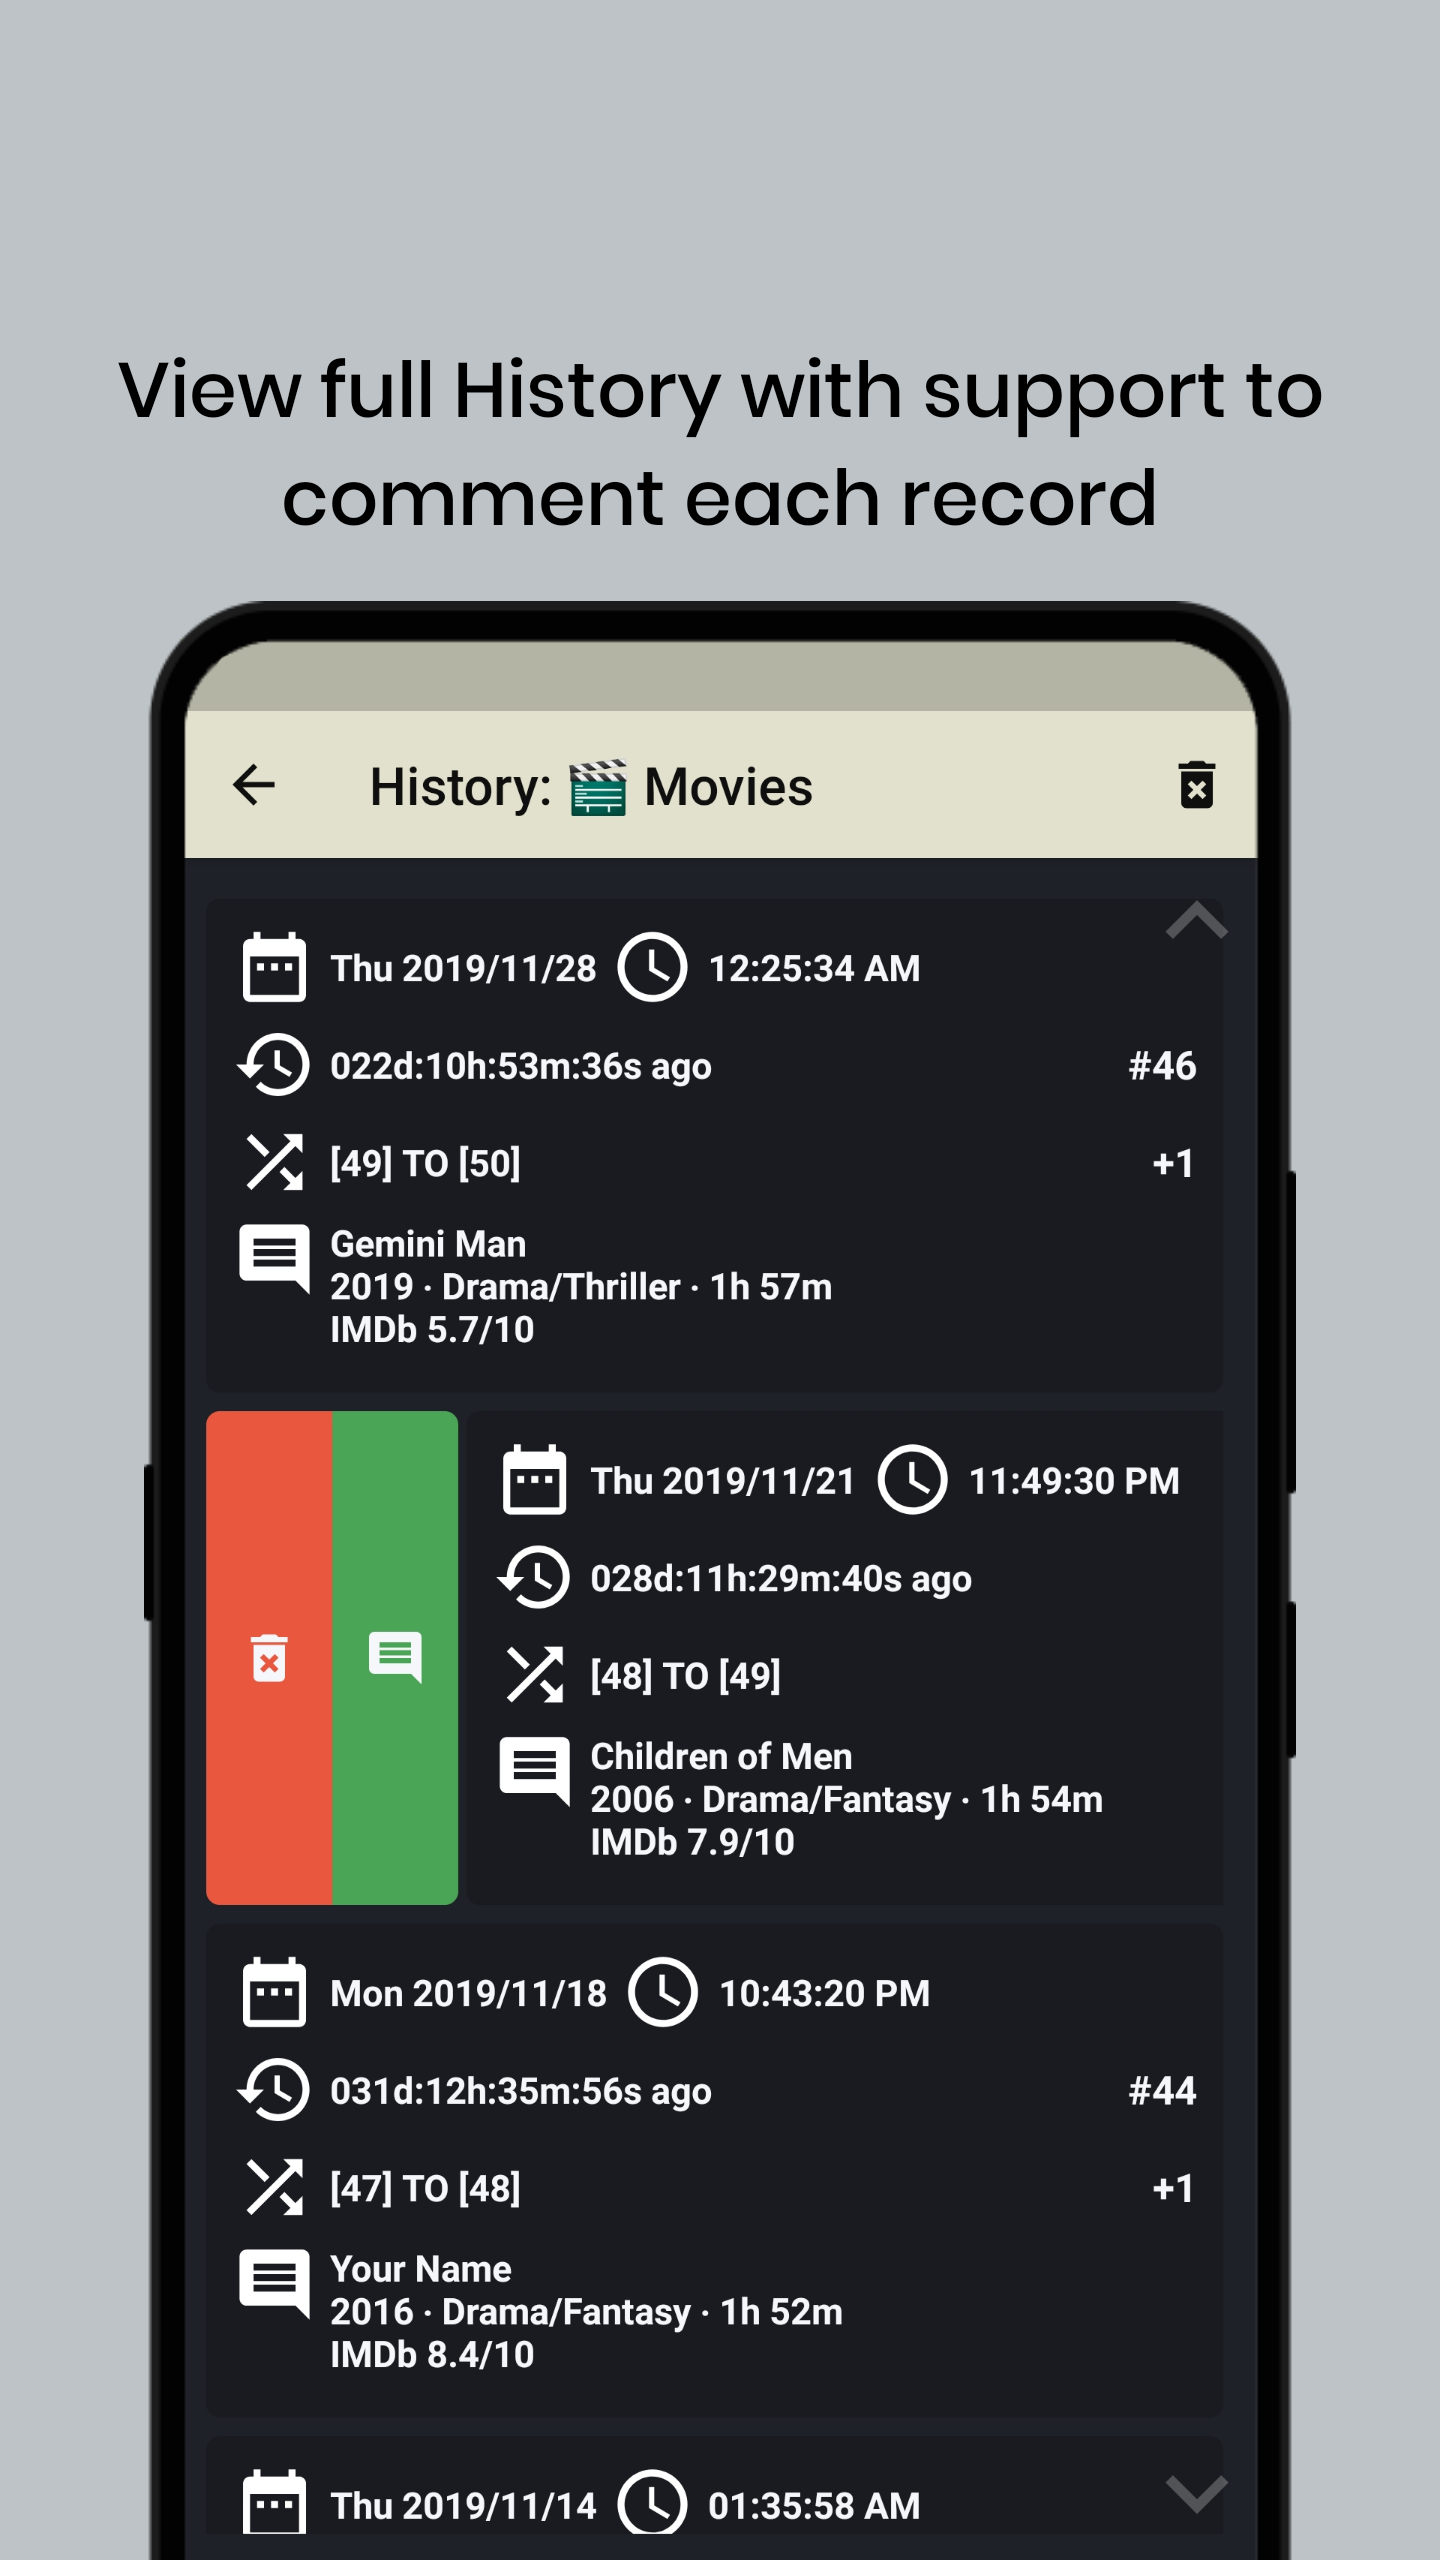 View full History with support to
comment each record
History: 🎬 Movies
Thu 2019/11/28 12:25:34 AM
022d:10h:53m:36s ago #46
[49] TO [50] +1
Gemini Man
2019 · Drama/Thriller · 1h 57m
IMDb 5.7/10
Thu 2019/11/21 11:49:30 PM
028d:11h:29m:40s ago
[48] TO [49]
Children of Men
2006 · Drama/Fantasy · 1h 54m
IMDb 7.9/10
Mon 2019/11/18 10:43:20 PM
031d:12h:35m:56s ago #44
[47] TO [48] +1
Your Name
2016 · Drama/Fantasy · 1h 52m
IMDb 8.4/10
Thu 2019/11/14 01:35:58 AM